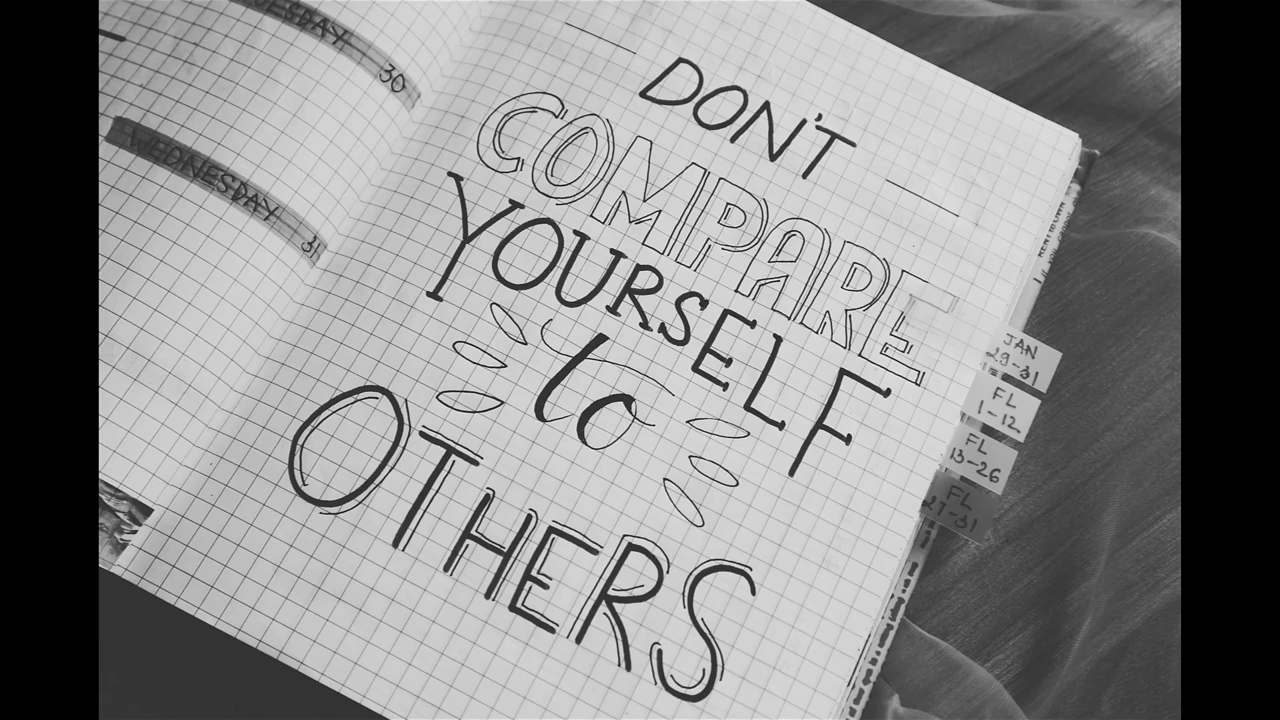 WEDNESDAY 31
30
DON'T
COMPARE
YOURSELF
to
OTHERS
JAN
29-31
FL
1-12
FL
13-26
FL
27-31